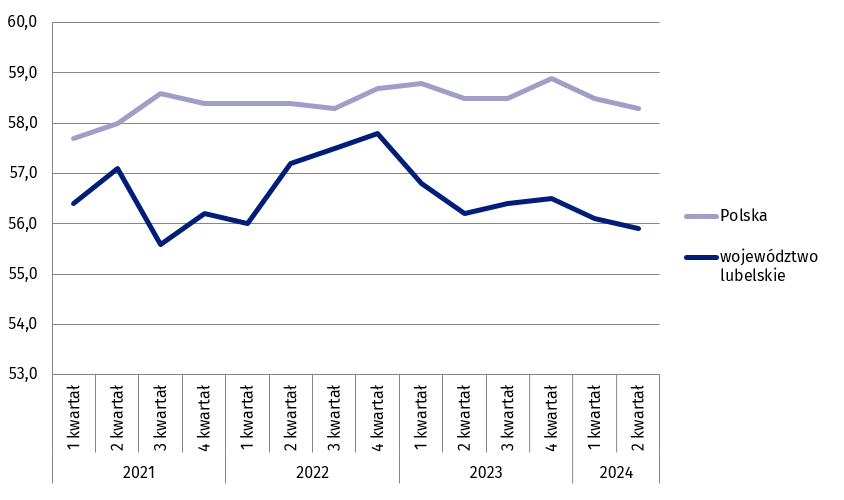 60,0
59,0
58,0
57,0
56,0
55,0
54,0
53,0
1 kwartał
2 kwartał
3 kwartał
4 kwartał
1 kwartał
2 kwartał
3 kwartał
4 kwartał
1 kwartał
2 kwartał
3 kwartał
4 kwartał
1 kwartał
2 kwartał
2021
2022
2023
2024
Polska
województwo
lubelskie